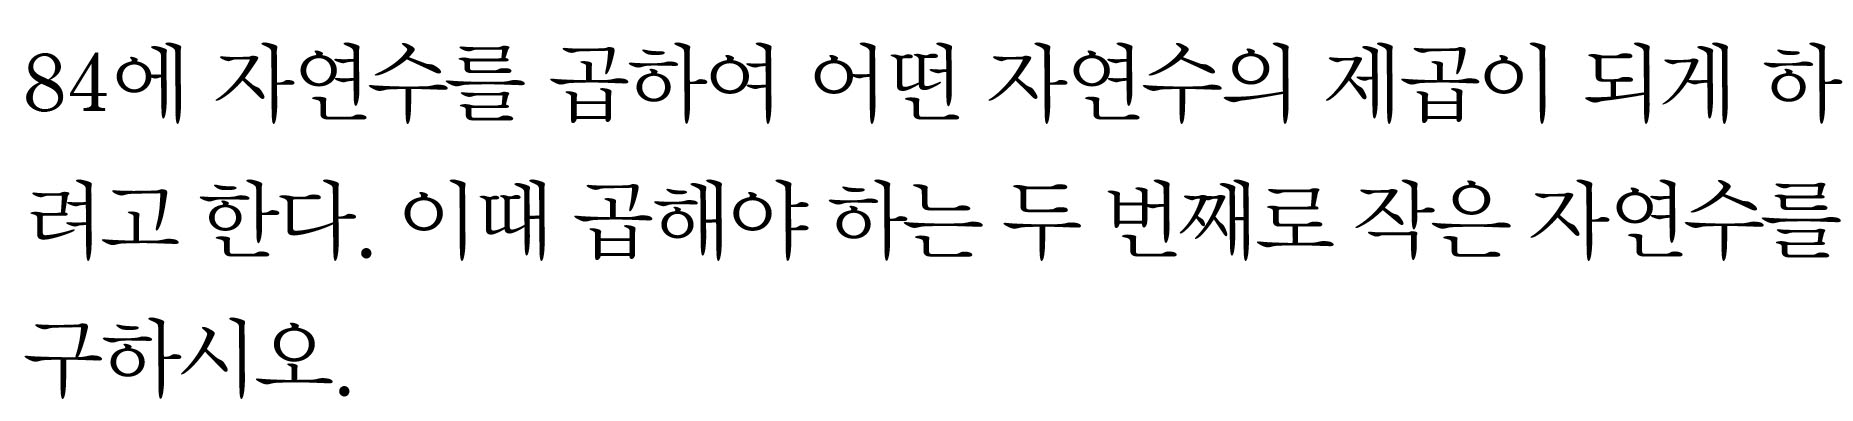 84에 자연수를 곱하여 어떤 자연수의 제곱이 되게 하
려고 한다. 이때 곱해야 하는 두 번째로 작은 자연수를
구하시오.